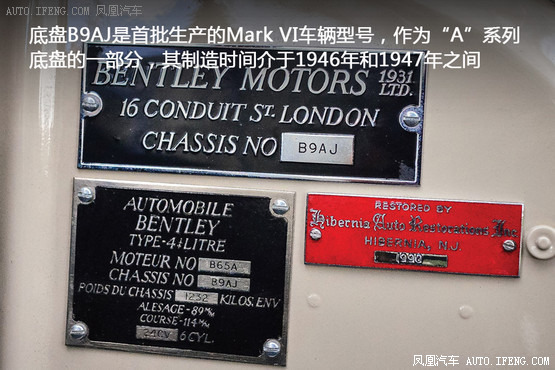 凤凰汽车 AUTO.IFENG.COM
底盘B9AJ是首批生产的Mark VI车辆型号，作为“A”系列
底盘的一部分，其制造时间介于1946年和1947年之间
BENTLEY MOTORS 1931 LTD.
16 CONDUIT ST. LONDON
CHASSIS NO B9AJ
AUTOMOBILE
BENTLEY
TYPE-4¼LITRE
MOTEUR NO B65A
CHASSIS NO B9AJ
POIDS DU CHASSIS 1232 KILOS.ENV
ALESAGE-89 M/M
COURSE-114 M/M
24CV 6 CYL.
RESTORED BY
Hibernia Auto Restorations Inc
HIBERNIA, NJ
1990
凤凰汽车 AUTO.IFENG.COM